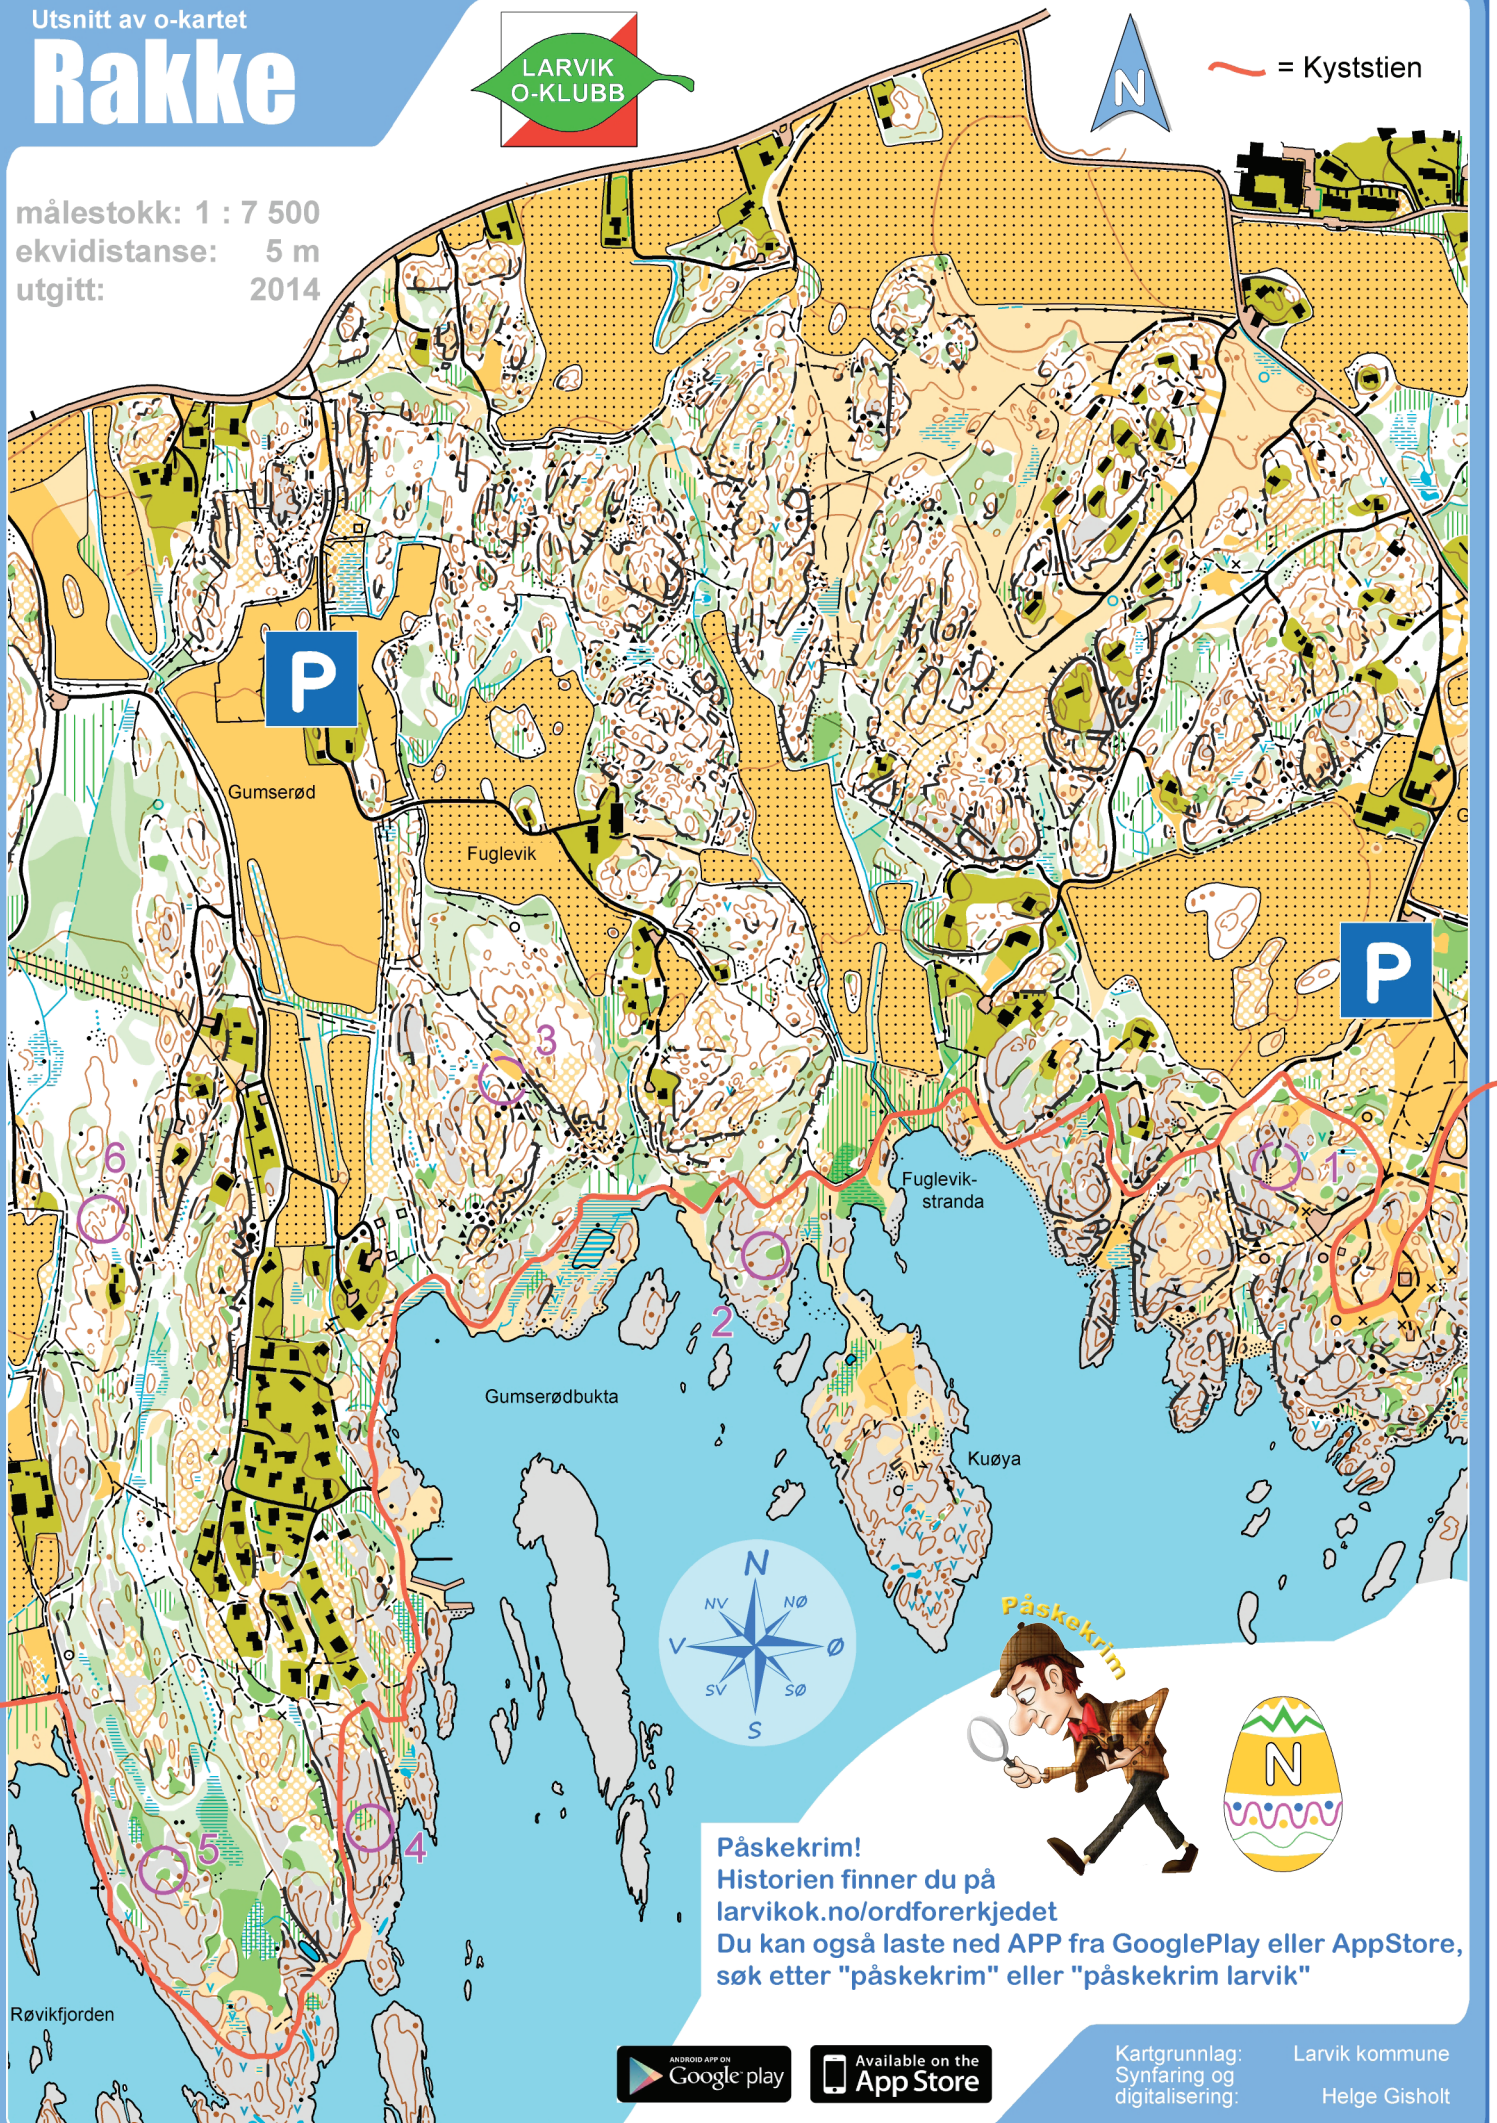 Utsnitt av o-kartet
Rakke
LARVIK
O-KLUBB
N
= Kyststien
målestokk: 1 : 7 500
ekvidistanse: 5 m
utgitt: 2014
P
Gumserød
Fuglevik
P
3
6
1
Fuglevik-
stranda
2
Gumserødbukta
Kuøya
N
NV NØ
V Ø
SV SØ
S
Påskekrim
N
5
4
Påskekrim!
Historien finner du på
larvikok.no/ordforerkjedet
Du kan også laste ned APP fra GooglePlay eller AppStore,
søk etter "påskekrim" eller "påskekrim larvik"
Røvikfjorden
ANDROID APP ON
Google play
Available on the
App Store
Kartgrunnlag: Larvik kommune
Synfaring og
digitalisering: Helge Gisholt